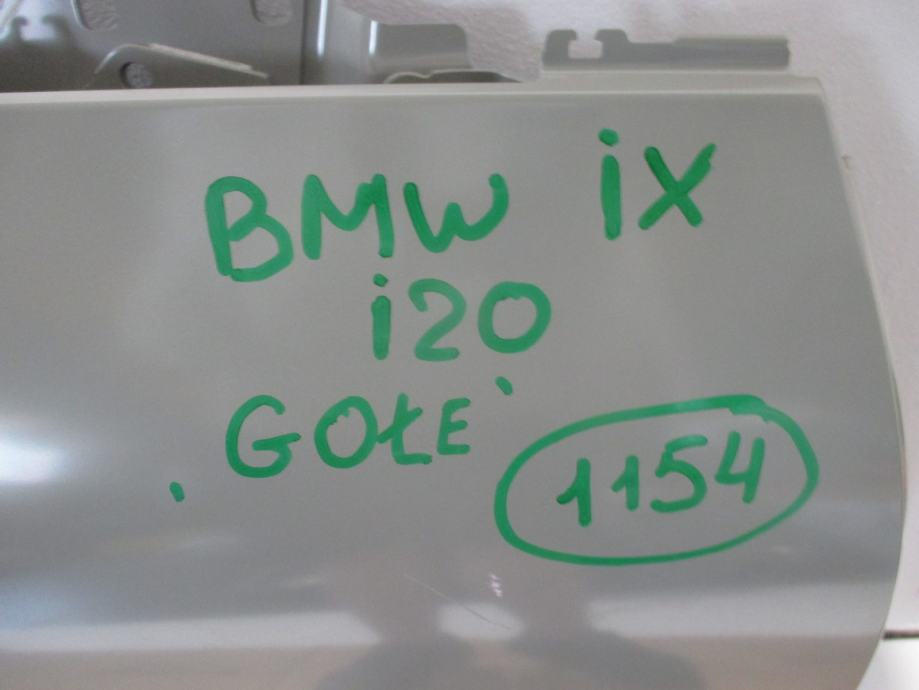 BMW iX
i20
'GOŁE'
1154